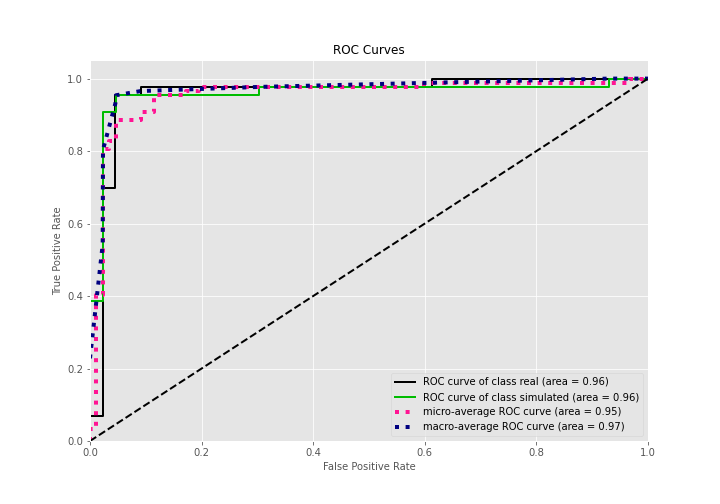 ROC Curves
1.0
0.8
0.6
0.4
0.2
0.0
True Positive Rate
0.0 0.2 0.4 0.6 0.8 1.0
False Positive Rate
ROC curve of class real (area = 0.96)
ROC curve of class simulated (area = 0.96)
micro-average ROC curve (area = 0.95)
macro-average ROC curve (area = 0.97)